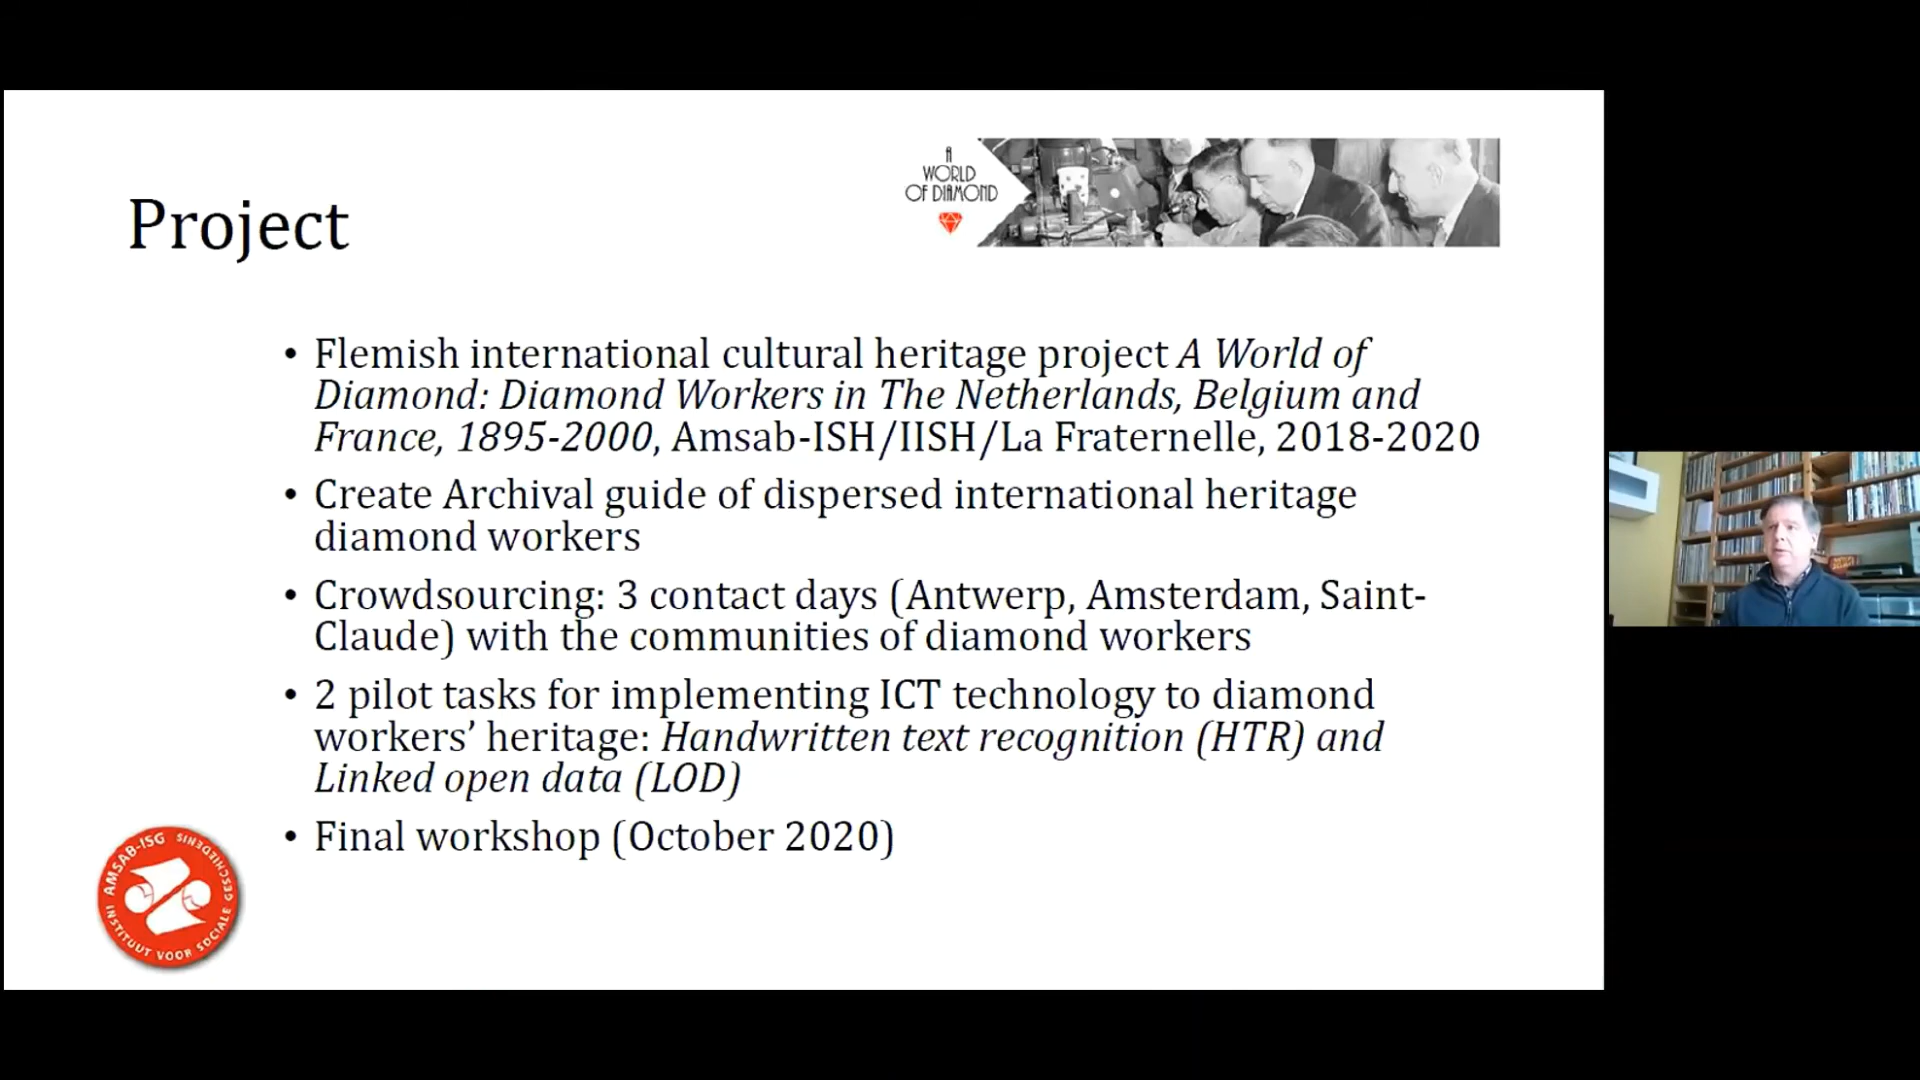 A
WORLD
OF DIAMOND
Project
• Flemish international cultural heritage project A World of
Diamond: Diamond Workers in The Netherlands, Belgium and
France, 1895-2000, Amsab-ISH/IISH/La Fraternelle, 2018-2020
• Create Archival guide of dispersed international heritage
diamond workers
• Crowdsourcing: 3 contact days (Antwerp, Amsterdam, Saint-
Claude) with the communities of diamond workers
• 2 pilot tasks for implementing ICT technology to diamond
workers’ heritage: Handwritten text recognition (HTR) and
Linked open data (LOD)
• Final workshop (October 2020)
AMSAB-ISG
INSTITUUT VOOR SOCIALE GESCHIEDENIS